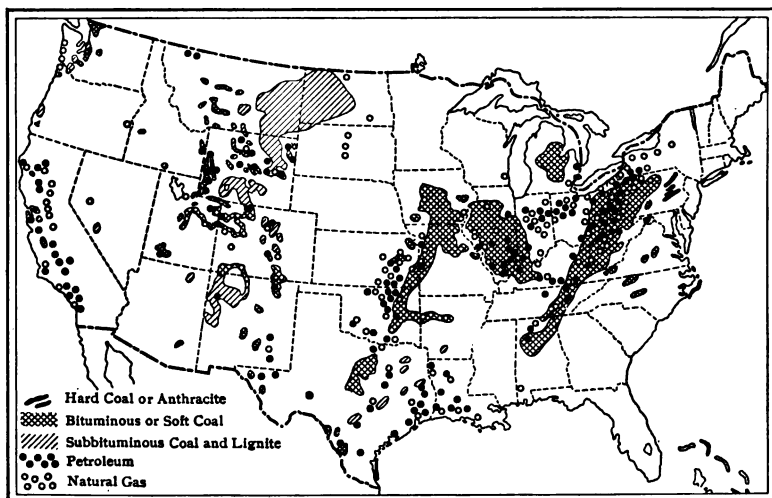 Hard Coal or Anthracite
Bituminous or Soft Coal
Subbituminous Coal and Lignite
Petroleum
Natural Gas